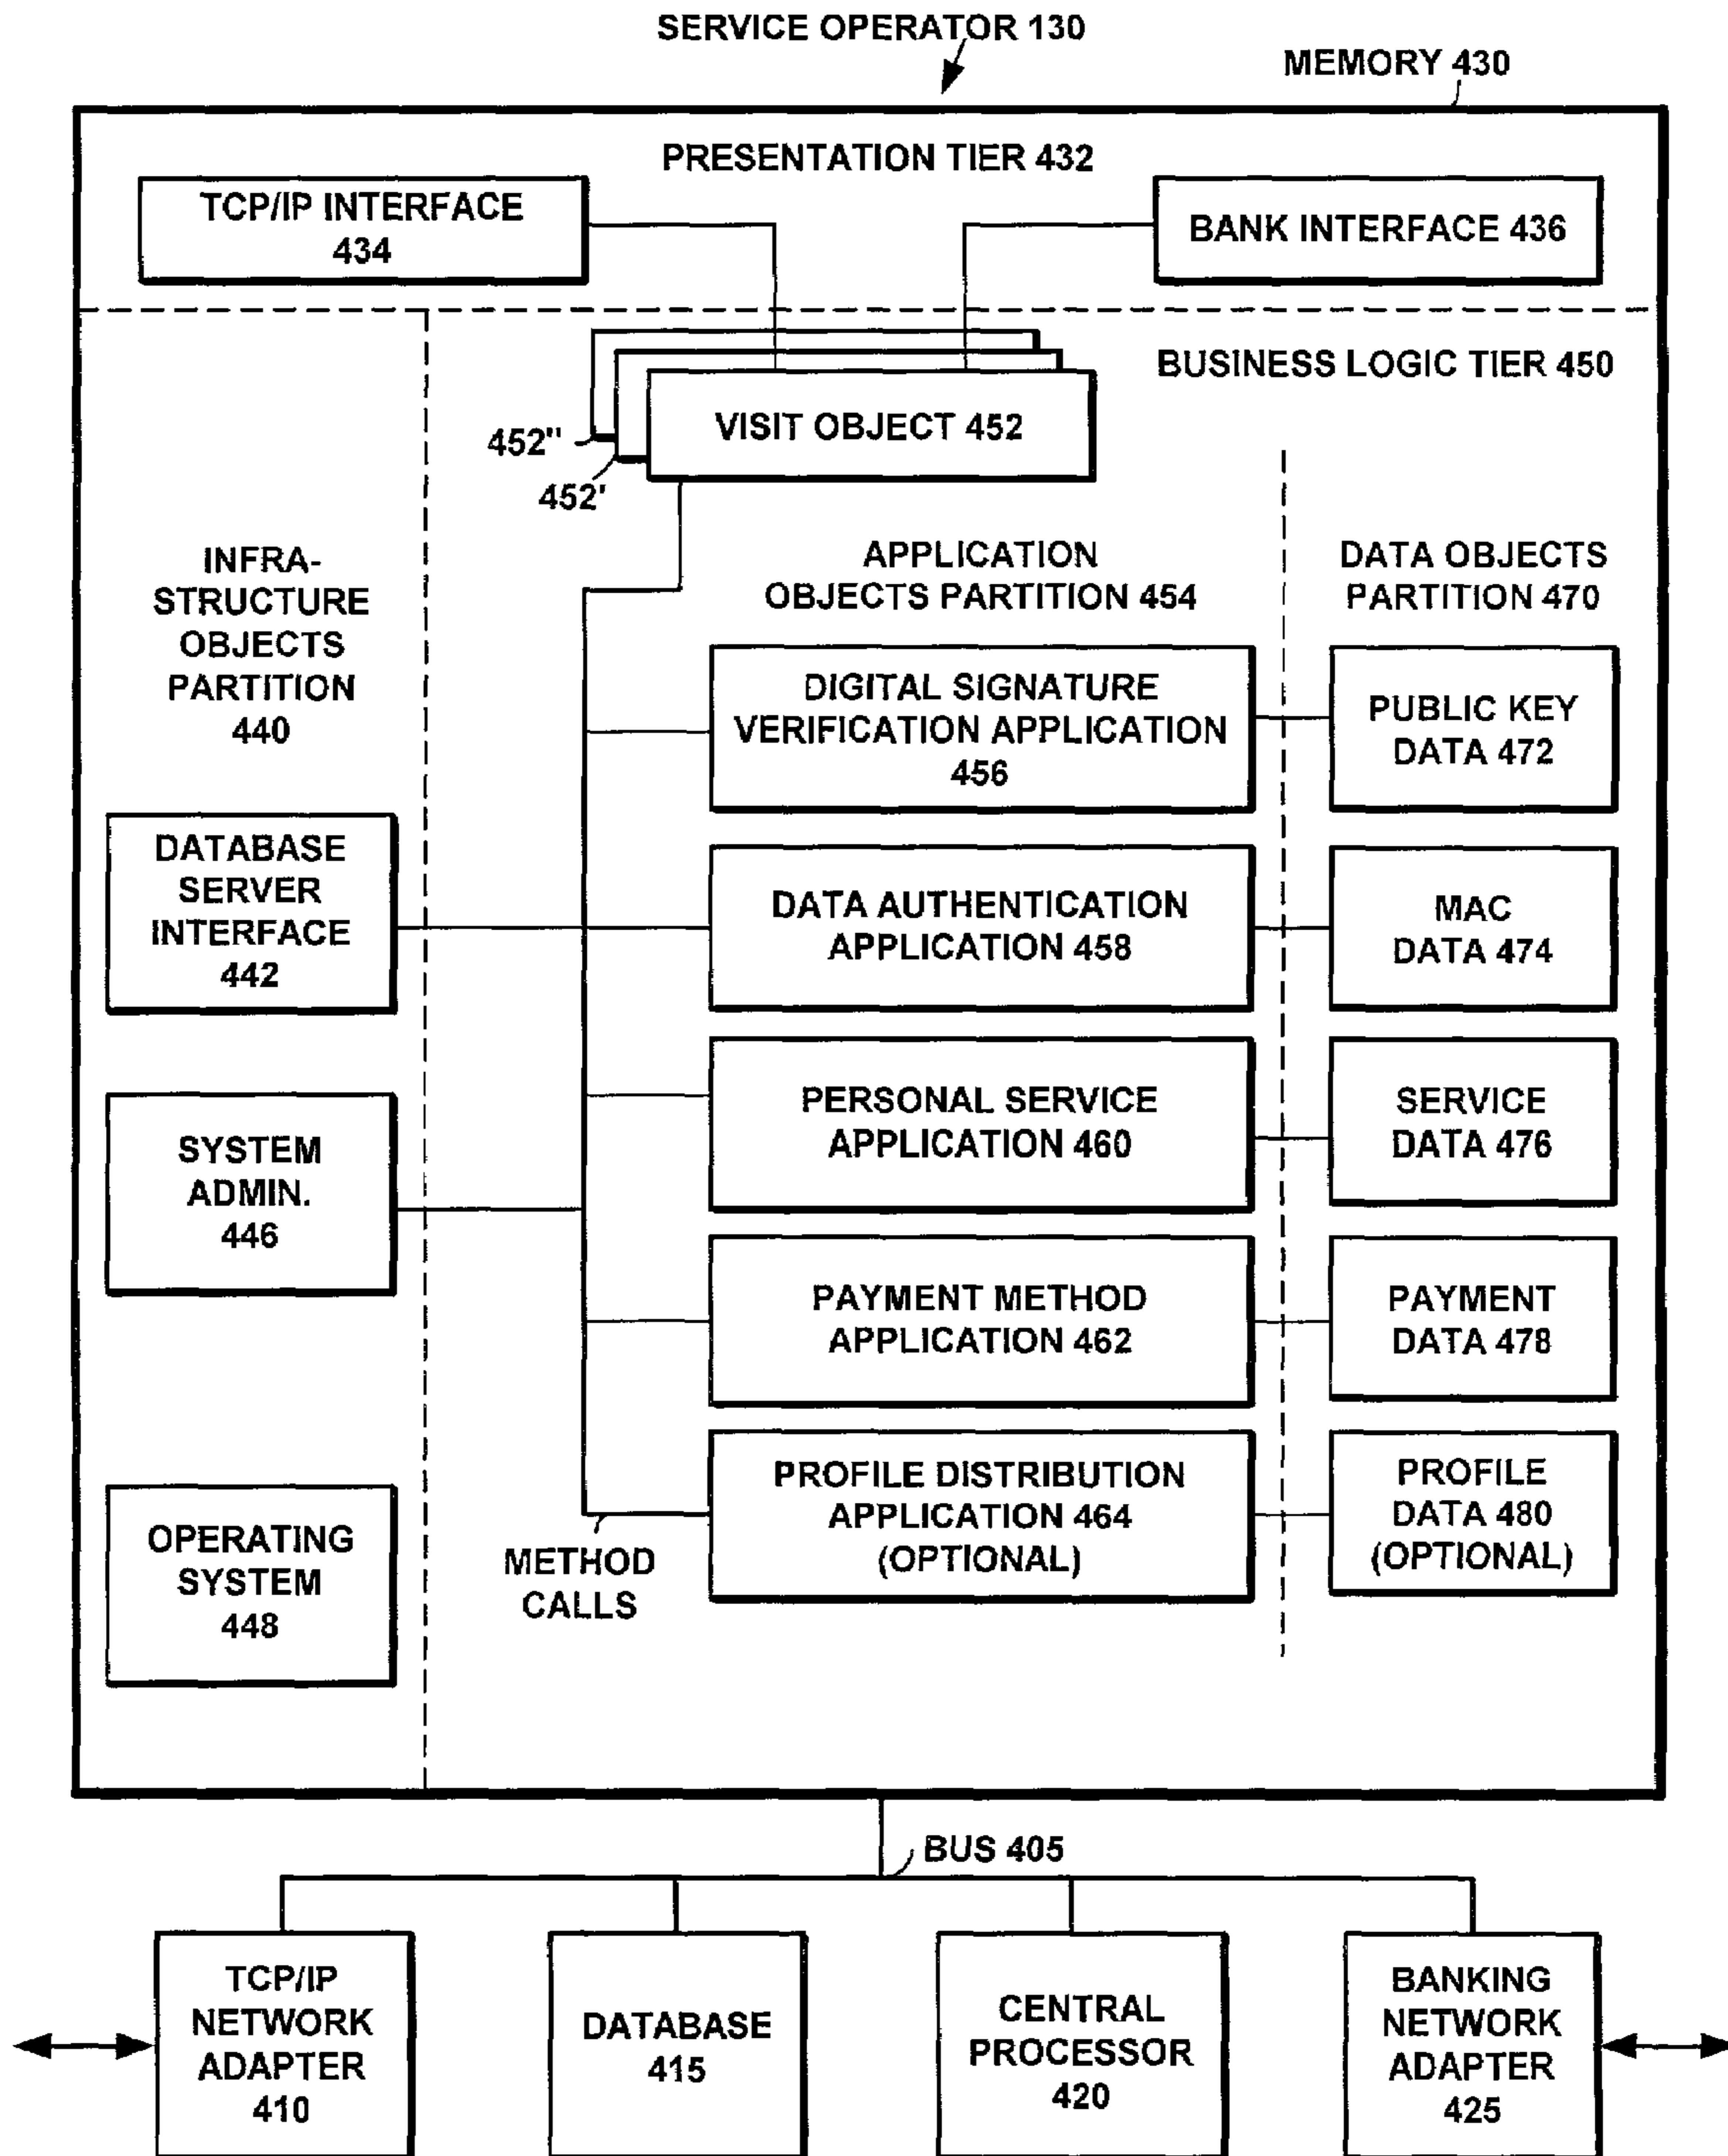 SERVICE OPERATOR 130
MEMORY 430
PRESENTATION TIER 432
TCP/IP INTERFACE
434
BANK INTERFACE 436
BUSINESS LOGIC TIER 450
VISIT OBJECT 452
452"
452'
INFRA-
STRUCTURE
OBJECTS
PARTITION
440
APPLICATION
OBJECTS PARTITION 454
DATA OBJECTS
PARTITION 470
DIGITAL SIGNATURE
VERIFICATION APPLICATION
456
PUBLIC KEY
DATA 472
DATABASE
SERVER
INTERFACE
442
DATA AUTHENTICATION
APPLICATION 458
MAC
DATA 474
PERSONAL SERVICE
APPLICATION 460
SERVICE
DATA 476
SYSTEM
ADMIN.
446
PAYMENT METHOD
APPLICATION 462
PAYMENT
DATA 478
PROFILE DISTRIBUTION
APPLICATION 464
(OPTIONAL)
PROFILE
DATA 480
(OPTIONAL)
OPERATING
SYSTEM
448
METHOD
CALLS
BUS 405
TCP/IP
NETWORK
ADAPTER
410
DATABASE
415
CENTRAL
PROCESSOR
420
BANKING
NETWORK
ADAPTER
425